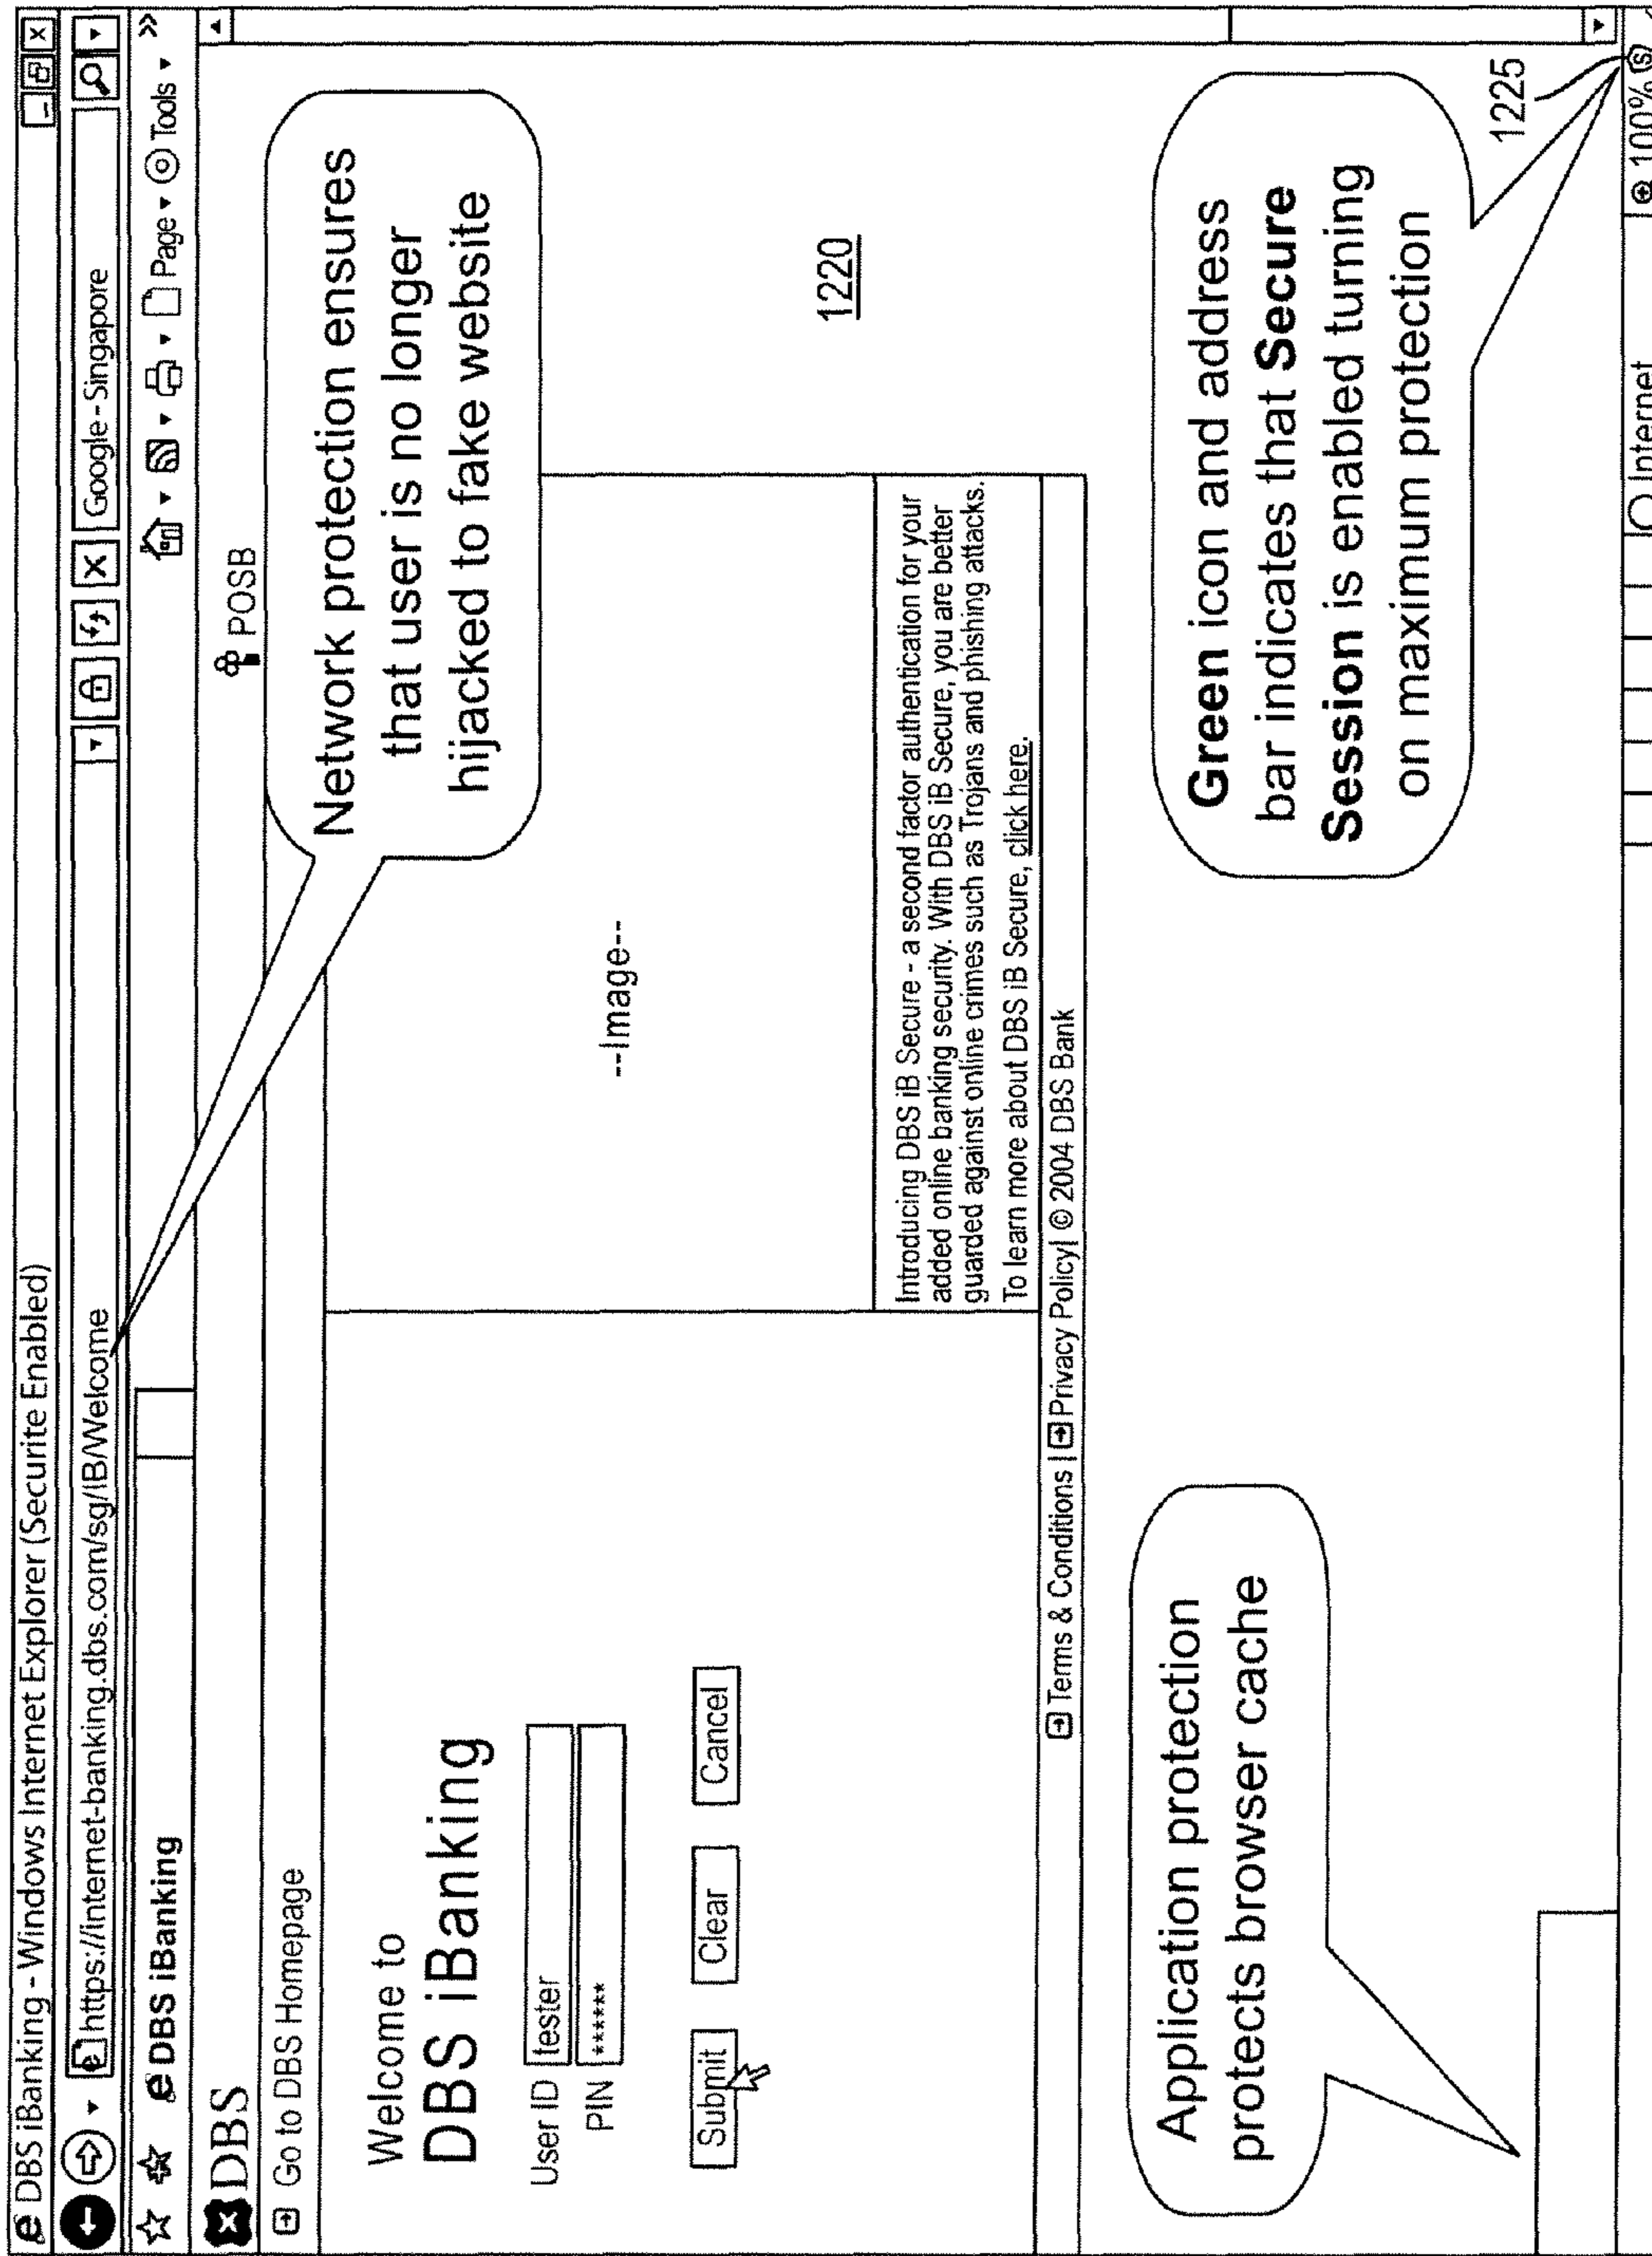 DBS iBanking - Windows Internet Explorer (Securite Enabled)
https://internet-banking.dbs.com/sg/IB/Welcome
Google - Singapore
DBS iBanking
Page
Tools
DBS
POSB
Go to DBS Homepage
Network protection ensures
that user is no longer
hijacked to fake website
Welcome to
DBS iBanking
User ID tester
PIN ******
Submit Clear Cancel
--Image--
1220
Introducing DBS iB Secure - a second factor authentication for your
added online banking security. With DBS iB Secure, you are better
guarded against online crimes such as Trojans and phishing attacks.
To learn more about DBS iB Secure, click here.
Terms & Conditions | Privacy Policy | © 2004 DBS Bank
Application protection
protects browser cache
Green icon and address
bar indicates that Secure
Session is enabled turning
on maximum protection
1225
Internet
100%
S